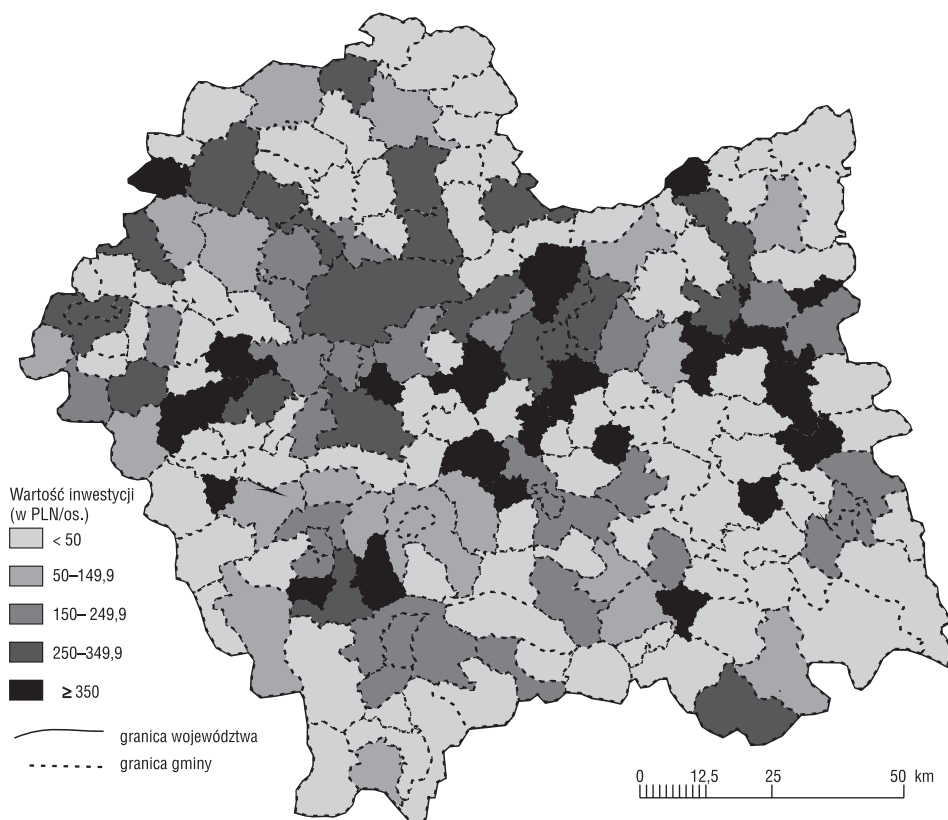 Wartość inwestycji
(w PLN/os.)
< 50
50–149,9
150– 249,9
250–349,9
≥ 350
granica województwa
granica gminy
0 12,5 25 50 km